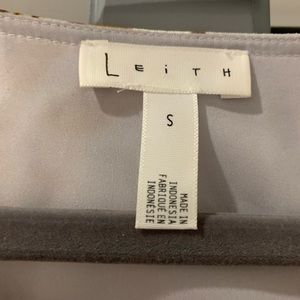 LEiTH
S
MADE IN
INDONESIA
FABRIQUÉ EN
INDONÉSIE